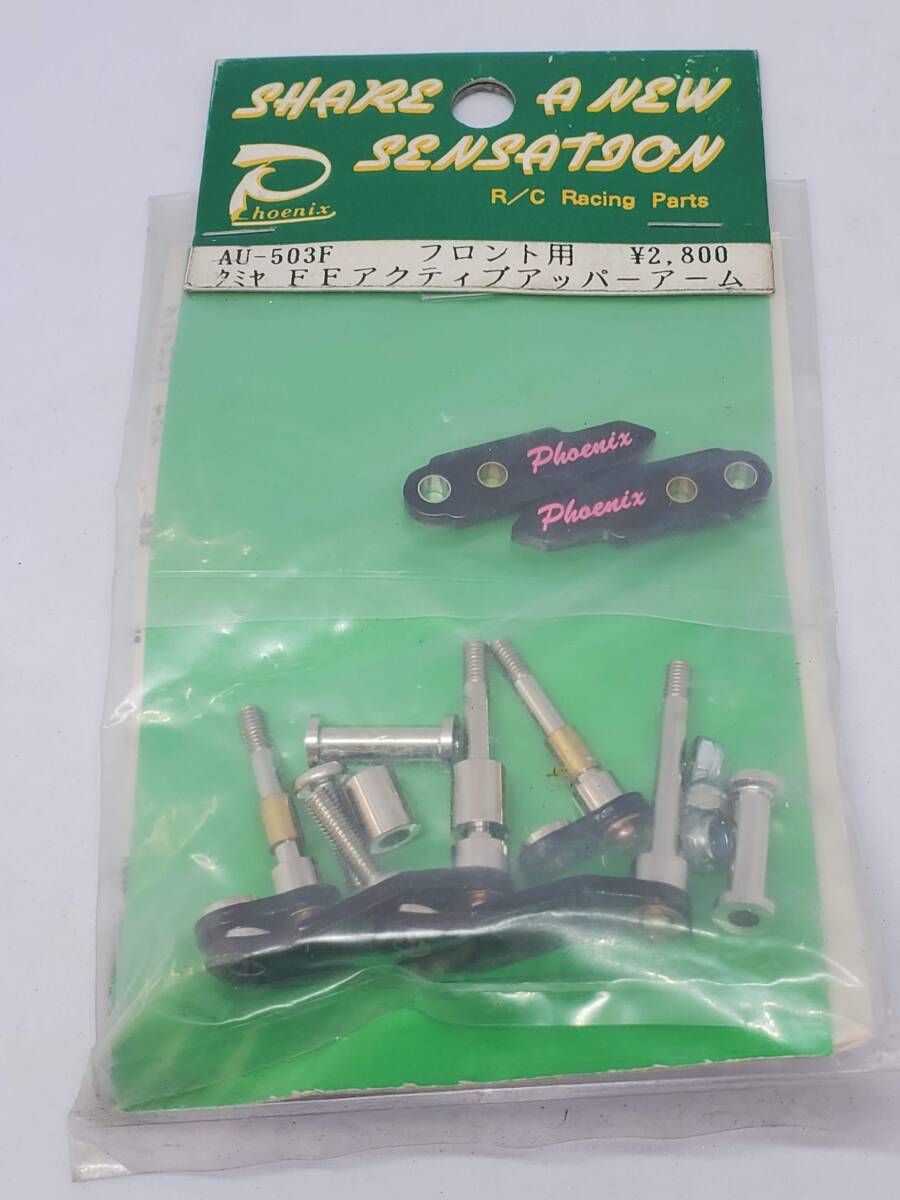 SHARE A NEW
SENSATION
Phoenix
R/C Racing Parts
AU-503F フロント用 ¥2,800
タミヤ FFアクティブアッパーアーム
Phoenix
Phoenix